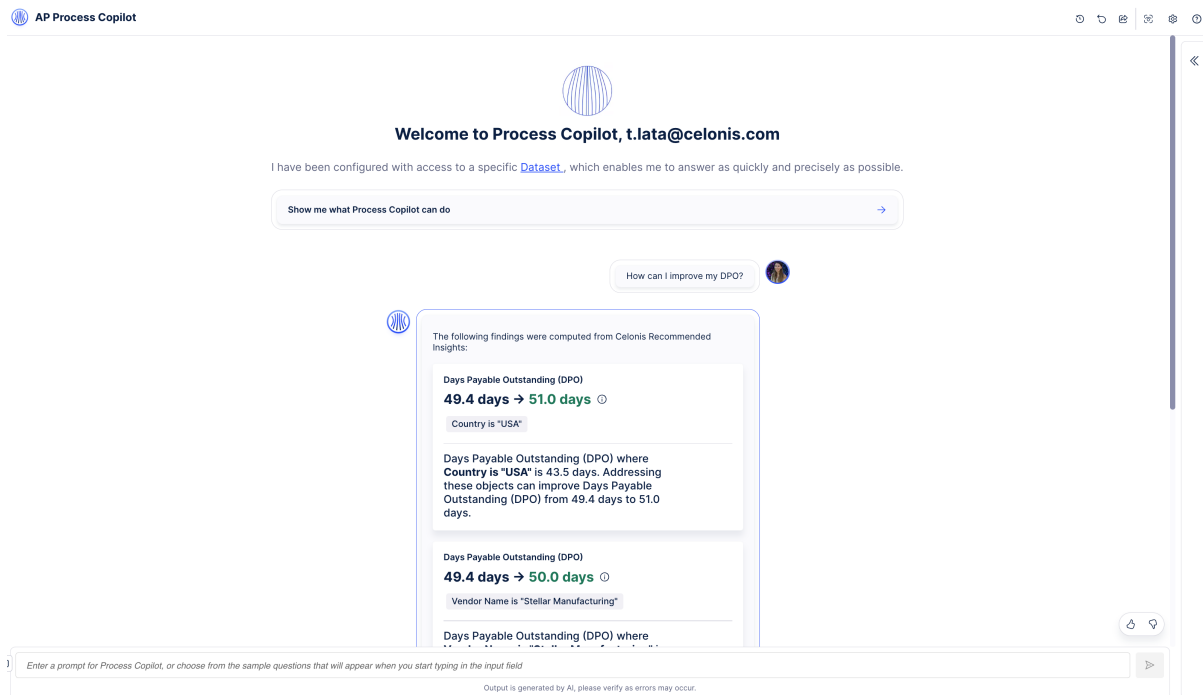 AP Process Copilot
Welcome to Process Copilot, t.lata@celonis.com
I have been configured with access to a specific Dataset , which enables me to answer as quickly and precisely as possible.
Show me what Process Copilot can do
How can I improve my DPO?
The following findings were computed from Celonis Recommended
Insights:
Days Payable Outstanding (DPO)
49.4 days → 51.0 days
Country is "USA"
Days Payable Outstanding (DPO) where
Country is "USA" is 43.5 days. Addressing
these objects can improve Days Payable
Outstanding (DPO) from 49.4 days to 51.0
days.
Days Payable Outstanding (DPO)
49.4 days → 50.0 days
Vendor Name is "Stellar Manufacturing"
Days Payable Outstanding (DPO) where
Enter a prompt for Process Copilot, or choose from the sample questions that will appear when you start typing in the input field
Output is generated by AI, please verify as errors may occur.